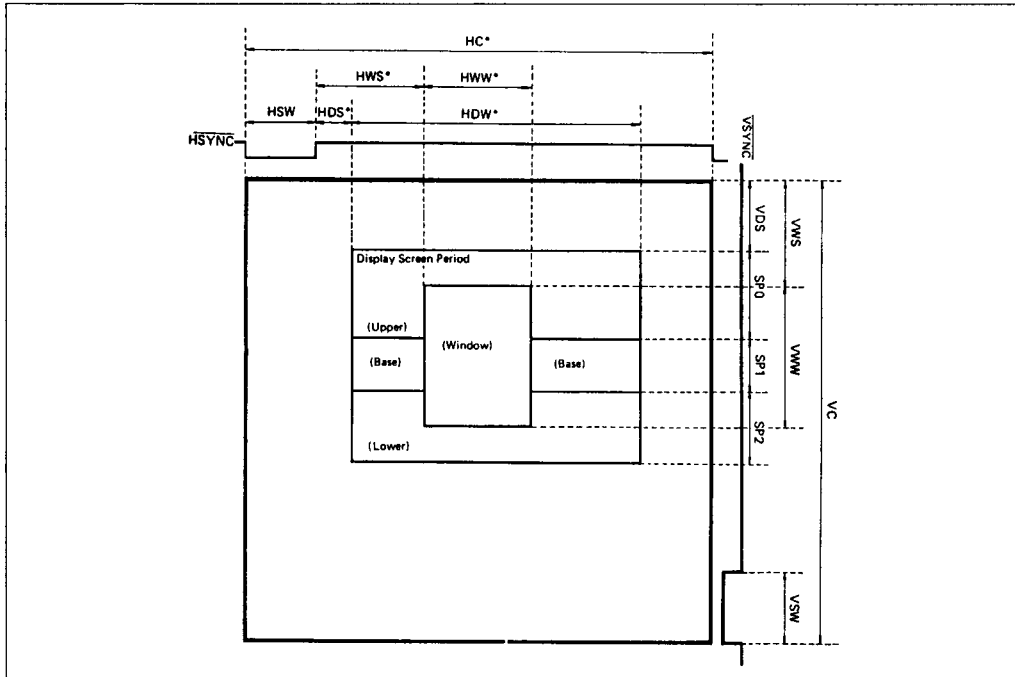 HC*
HWS*
HWW*
HSW
HDS*
HDW*
HSYNC
VSYNC
VDS
VWS
Display Screen Period
SP0
(Upper)
(Window)
(Base)
(Base)
SP1
VWW
VC
(Lower)
SP2
VSW